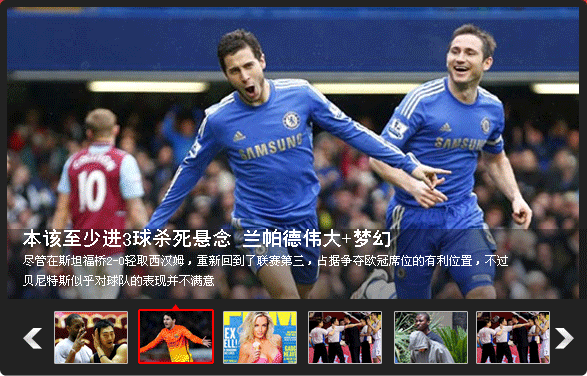 SAMSUNG
SAMSUNG
10
本该至少进3球杀死悬念 兰帕德伟大+梦幻
尽管在斯坦福桥2-0轻取西汉姆，重新回到了联赛第三，占据争夺欧冠席位的有利位置，不过
贝尼特斯似乎对球队的表现并不满意